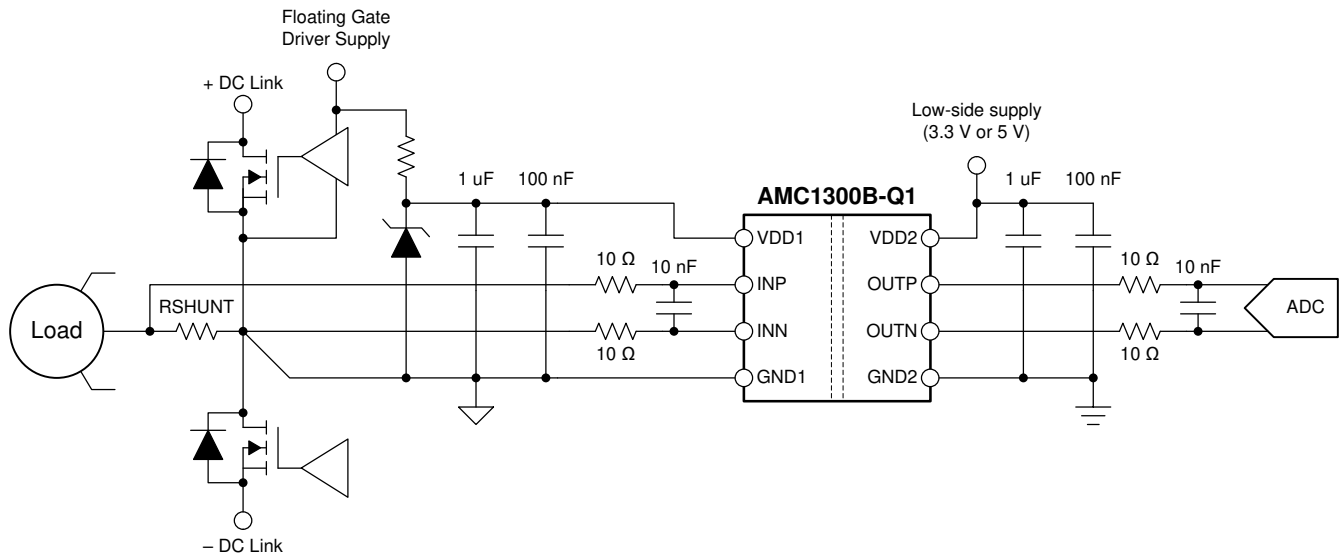 Floating Gate
Driver Supply
+ DC Link
Low-side supply
(3.3 V or 5 V)
1 uF
100 nF
1 uF
100 nF
AMC1300B-Q1
VDD1
VDD2
10 Ω
10 nF
INP
OUTP
10 Ω
10 nF
RSHUNT
Load
INN
OUTN
ADC
10 Ω
10 Ω
GND1
GND2
– DC Link